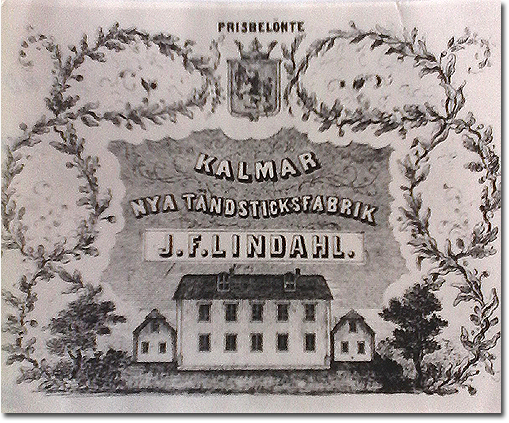 PRISBELÖNTE
KALMAR
NYA TÄNDSTICKSFABRIK
J.F. LINDAHL.